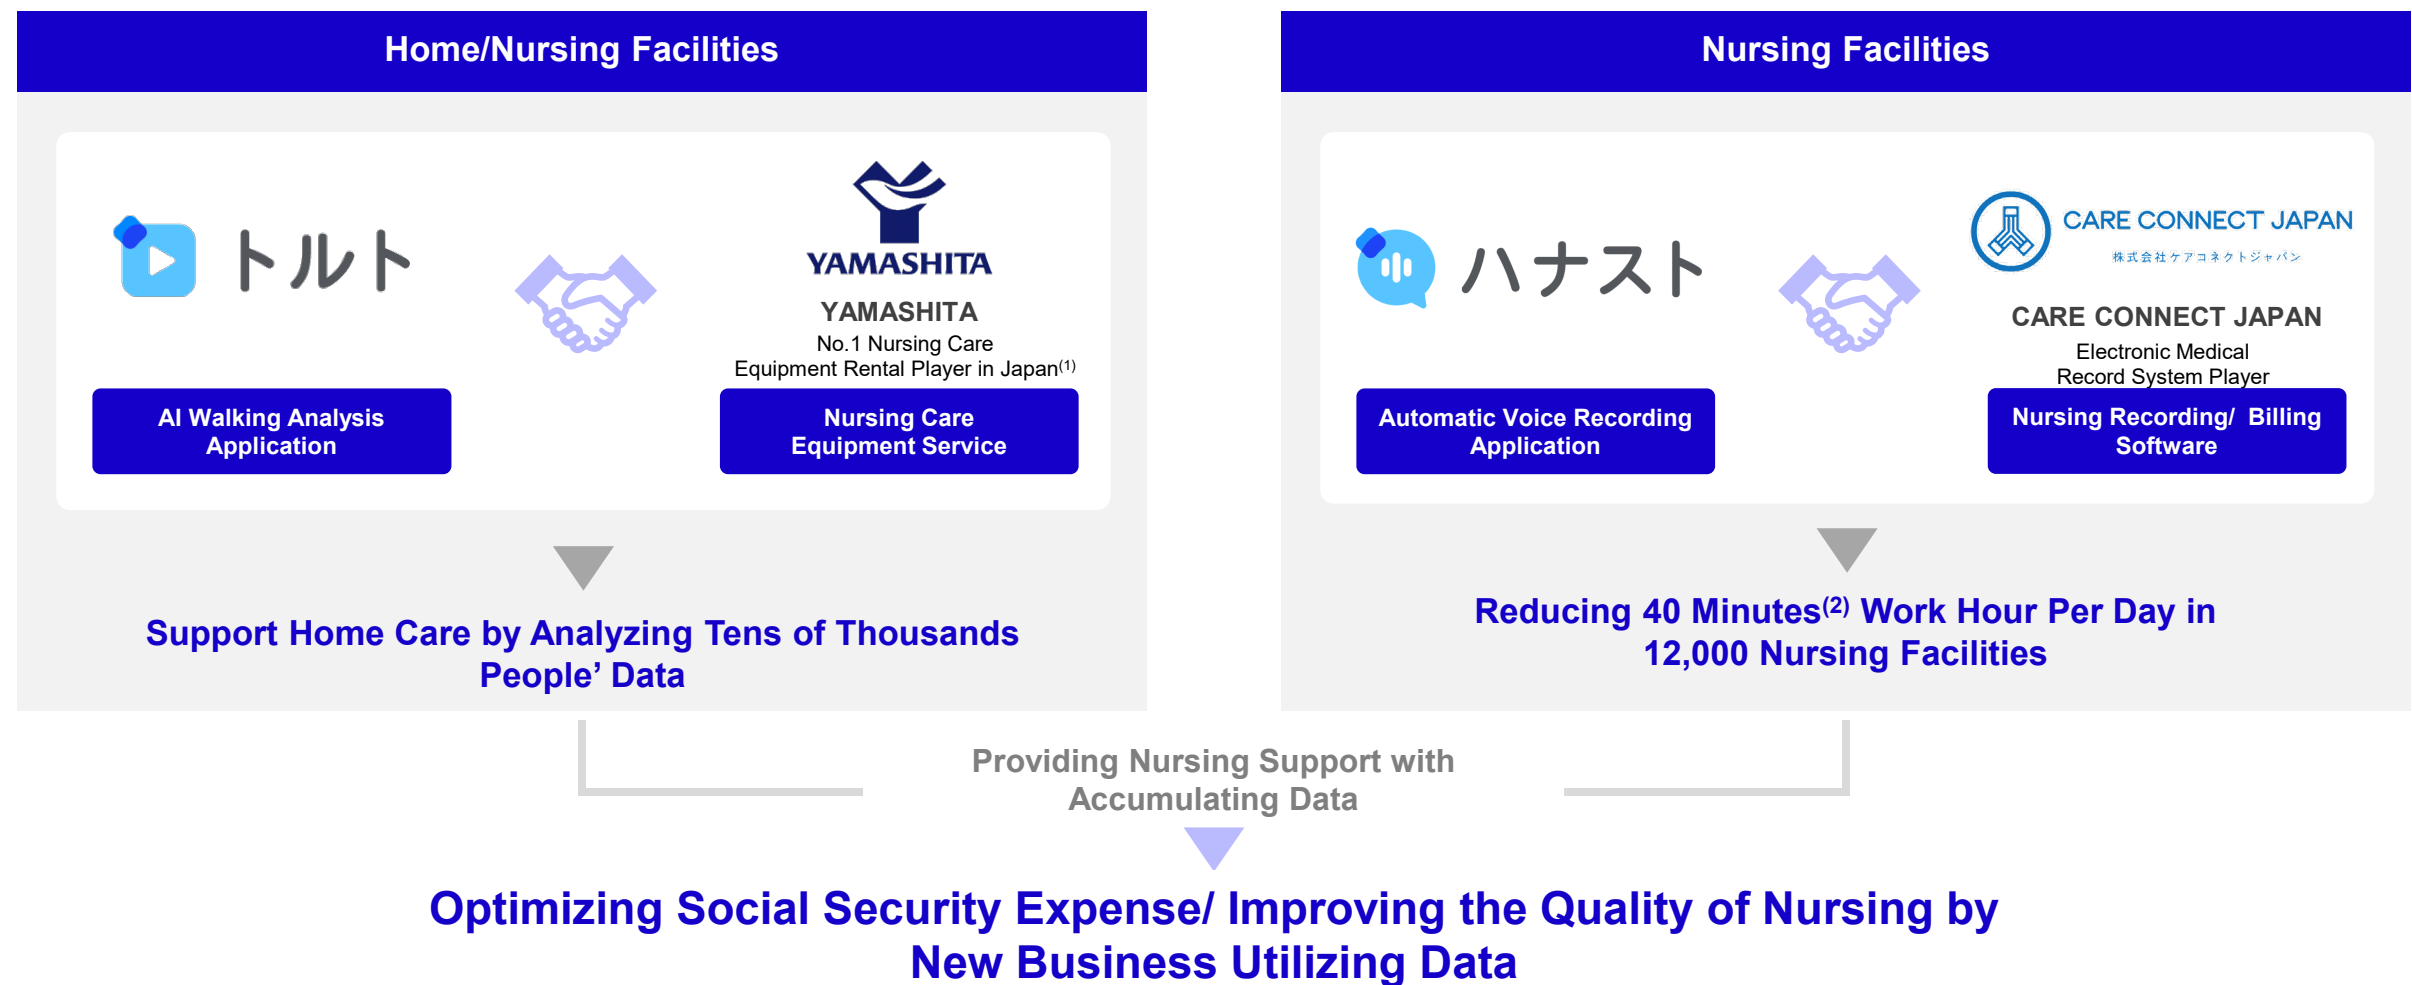 Home/Nursing Facilities
トルト
YAMASHITA
YAMASHITA
No.1 Nursing Care
Equipment Rental Player in Japan(1)
AI Walking Analysis
Application
Nursing Care
Equipment Service
Support Home Care by Analyzing Tens of Thousands
People’ Data
Nursing Facilities
ハナスト
CARE CONNECT JAPAN
株式会社ケアコネクトジャパン
CARE CONNECT JAPAN
Electronic Medical
Record System Player
Automatic Voice Recording
Application
Nursing Recording/ Billing
Software
Reducing 40 Minutes(2) Work Hour Per Day in
12,000 Nursing Facilities
Providing Nursing Support with
Accumulating Data
Optimizing Social Security Expense/ Improving the Quality of Nursing by
New Business Utilizing Data